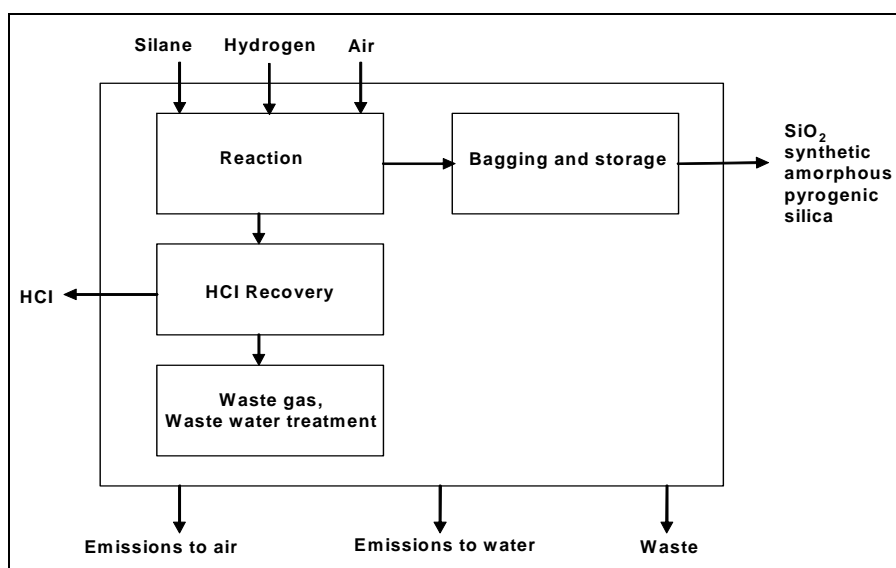 Silane Hydrogen Air
Reaction
Bagging and storage
SiO2
synthetic
amorphous
pyrogenic
silica
HCl Recovery
HCl
Waste gas,
Waste water treatment
Emissions to air
Emissions to water
Waste